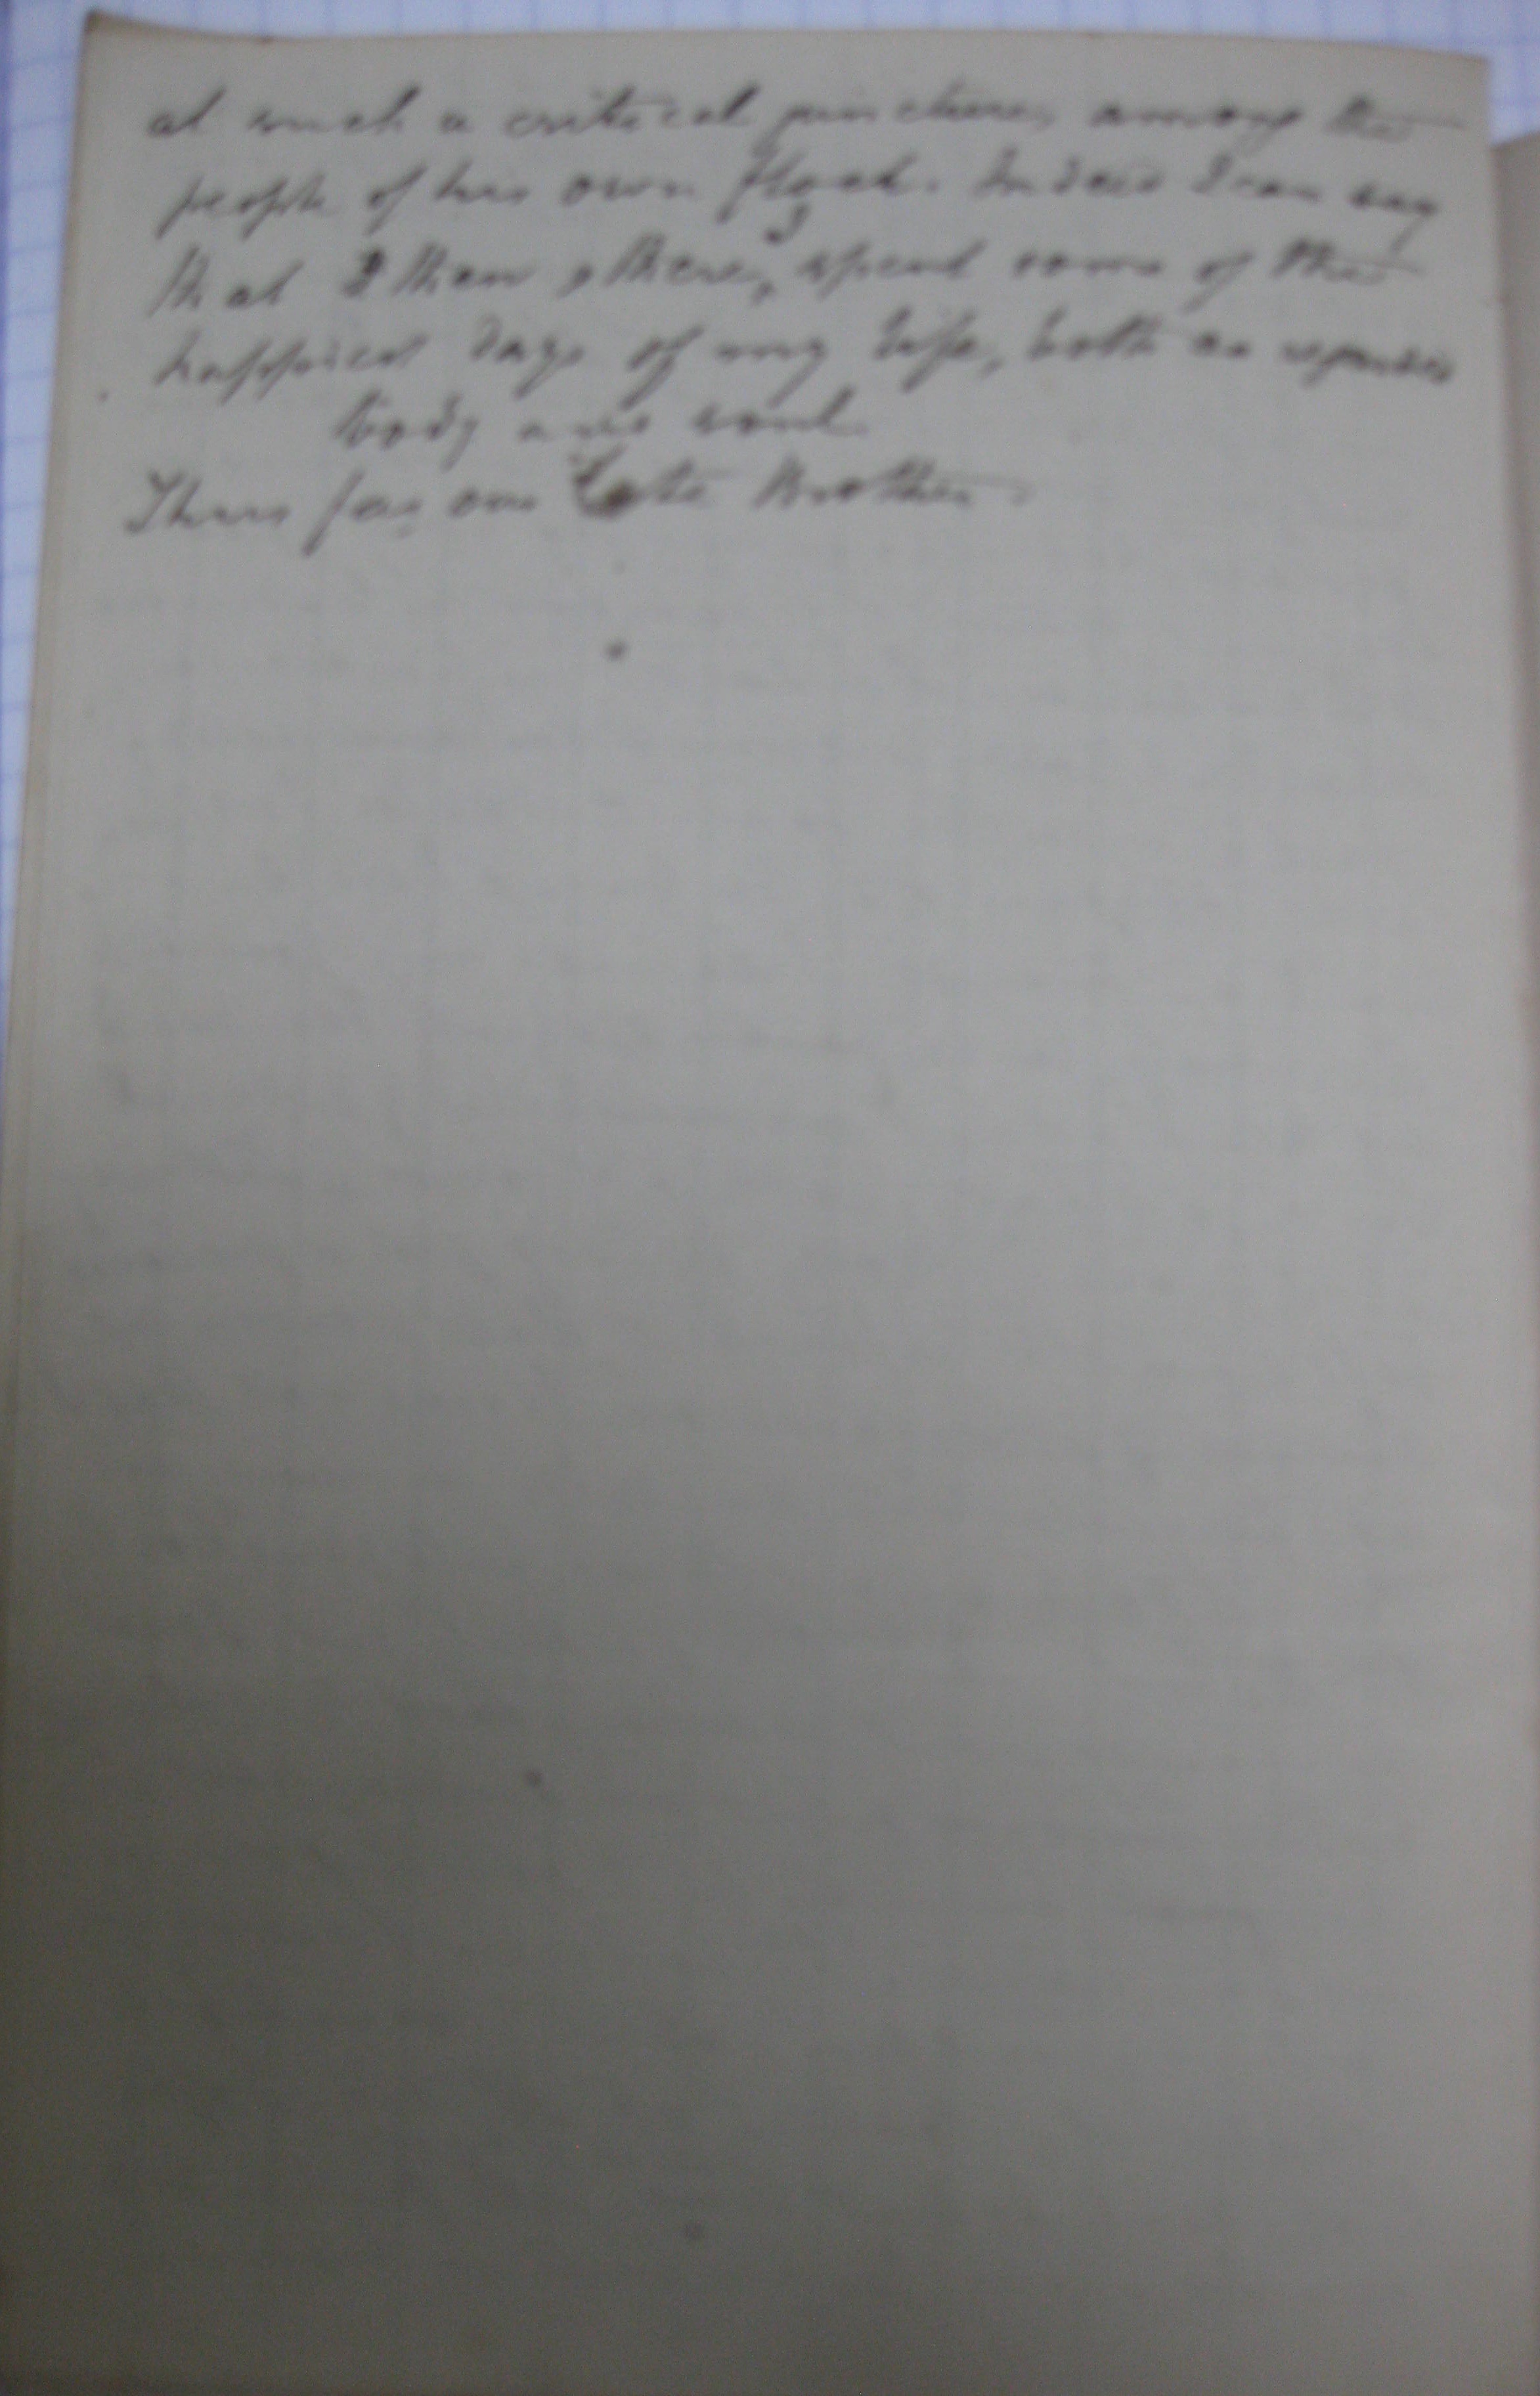 at such a critical juncture, among the
people of his own flock. Indeed I can say
that I then & there, I spent some of the
happiest days of my life, both as regards
body and soul
Thus far our late Brother